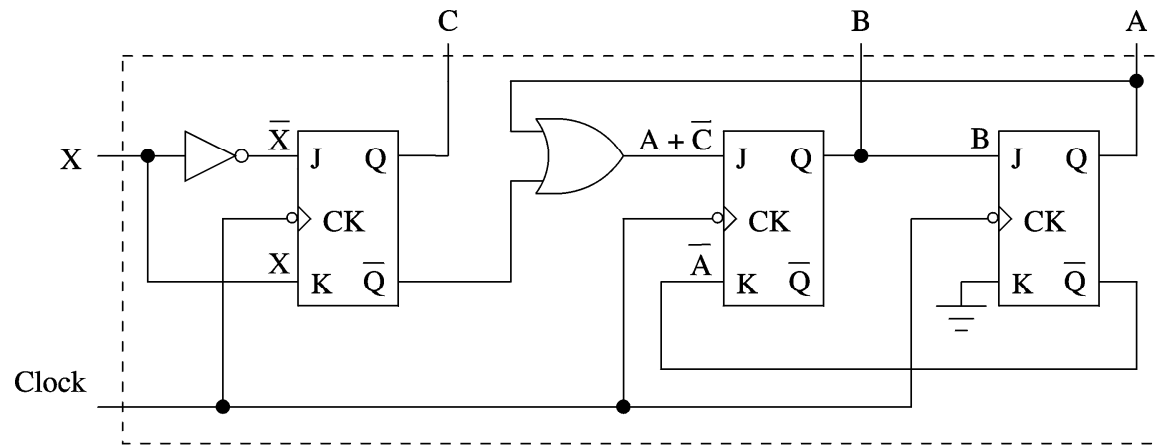 C B A
X X̅ J Q A + C̅ J Q B J Q
CK CK CK
X K Q̅ A̅ K Q̅ K Q̅
Clock